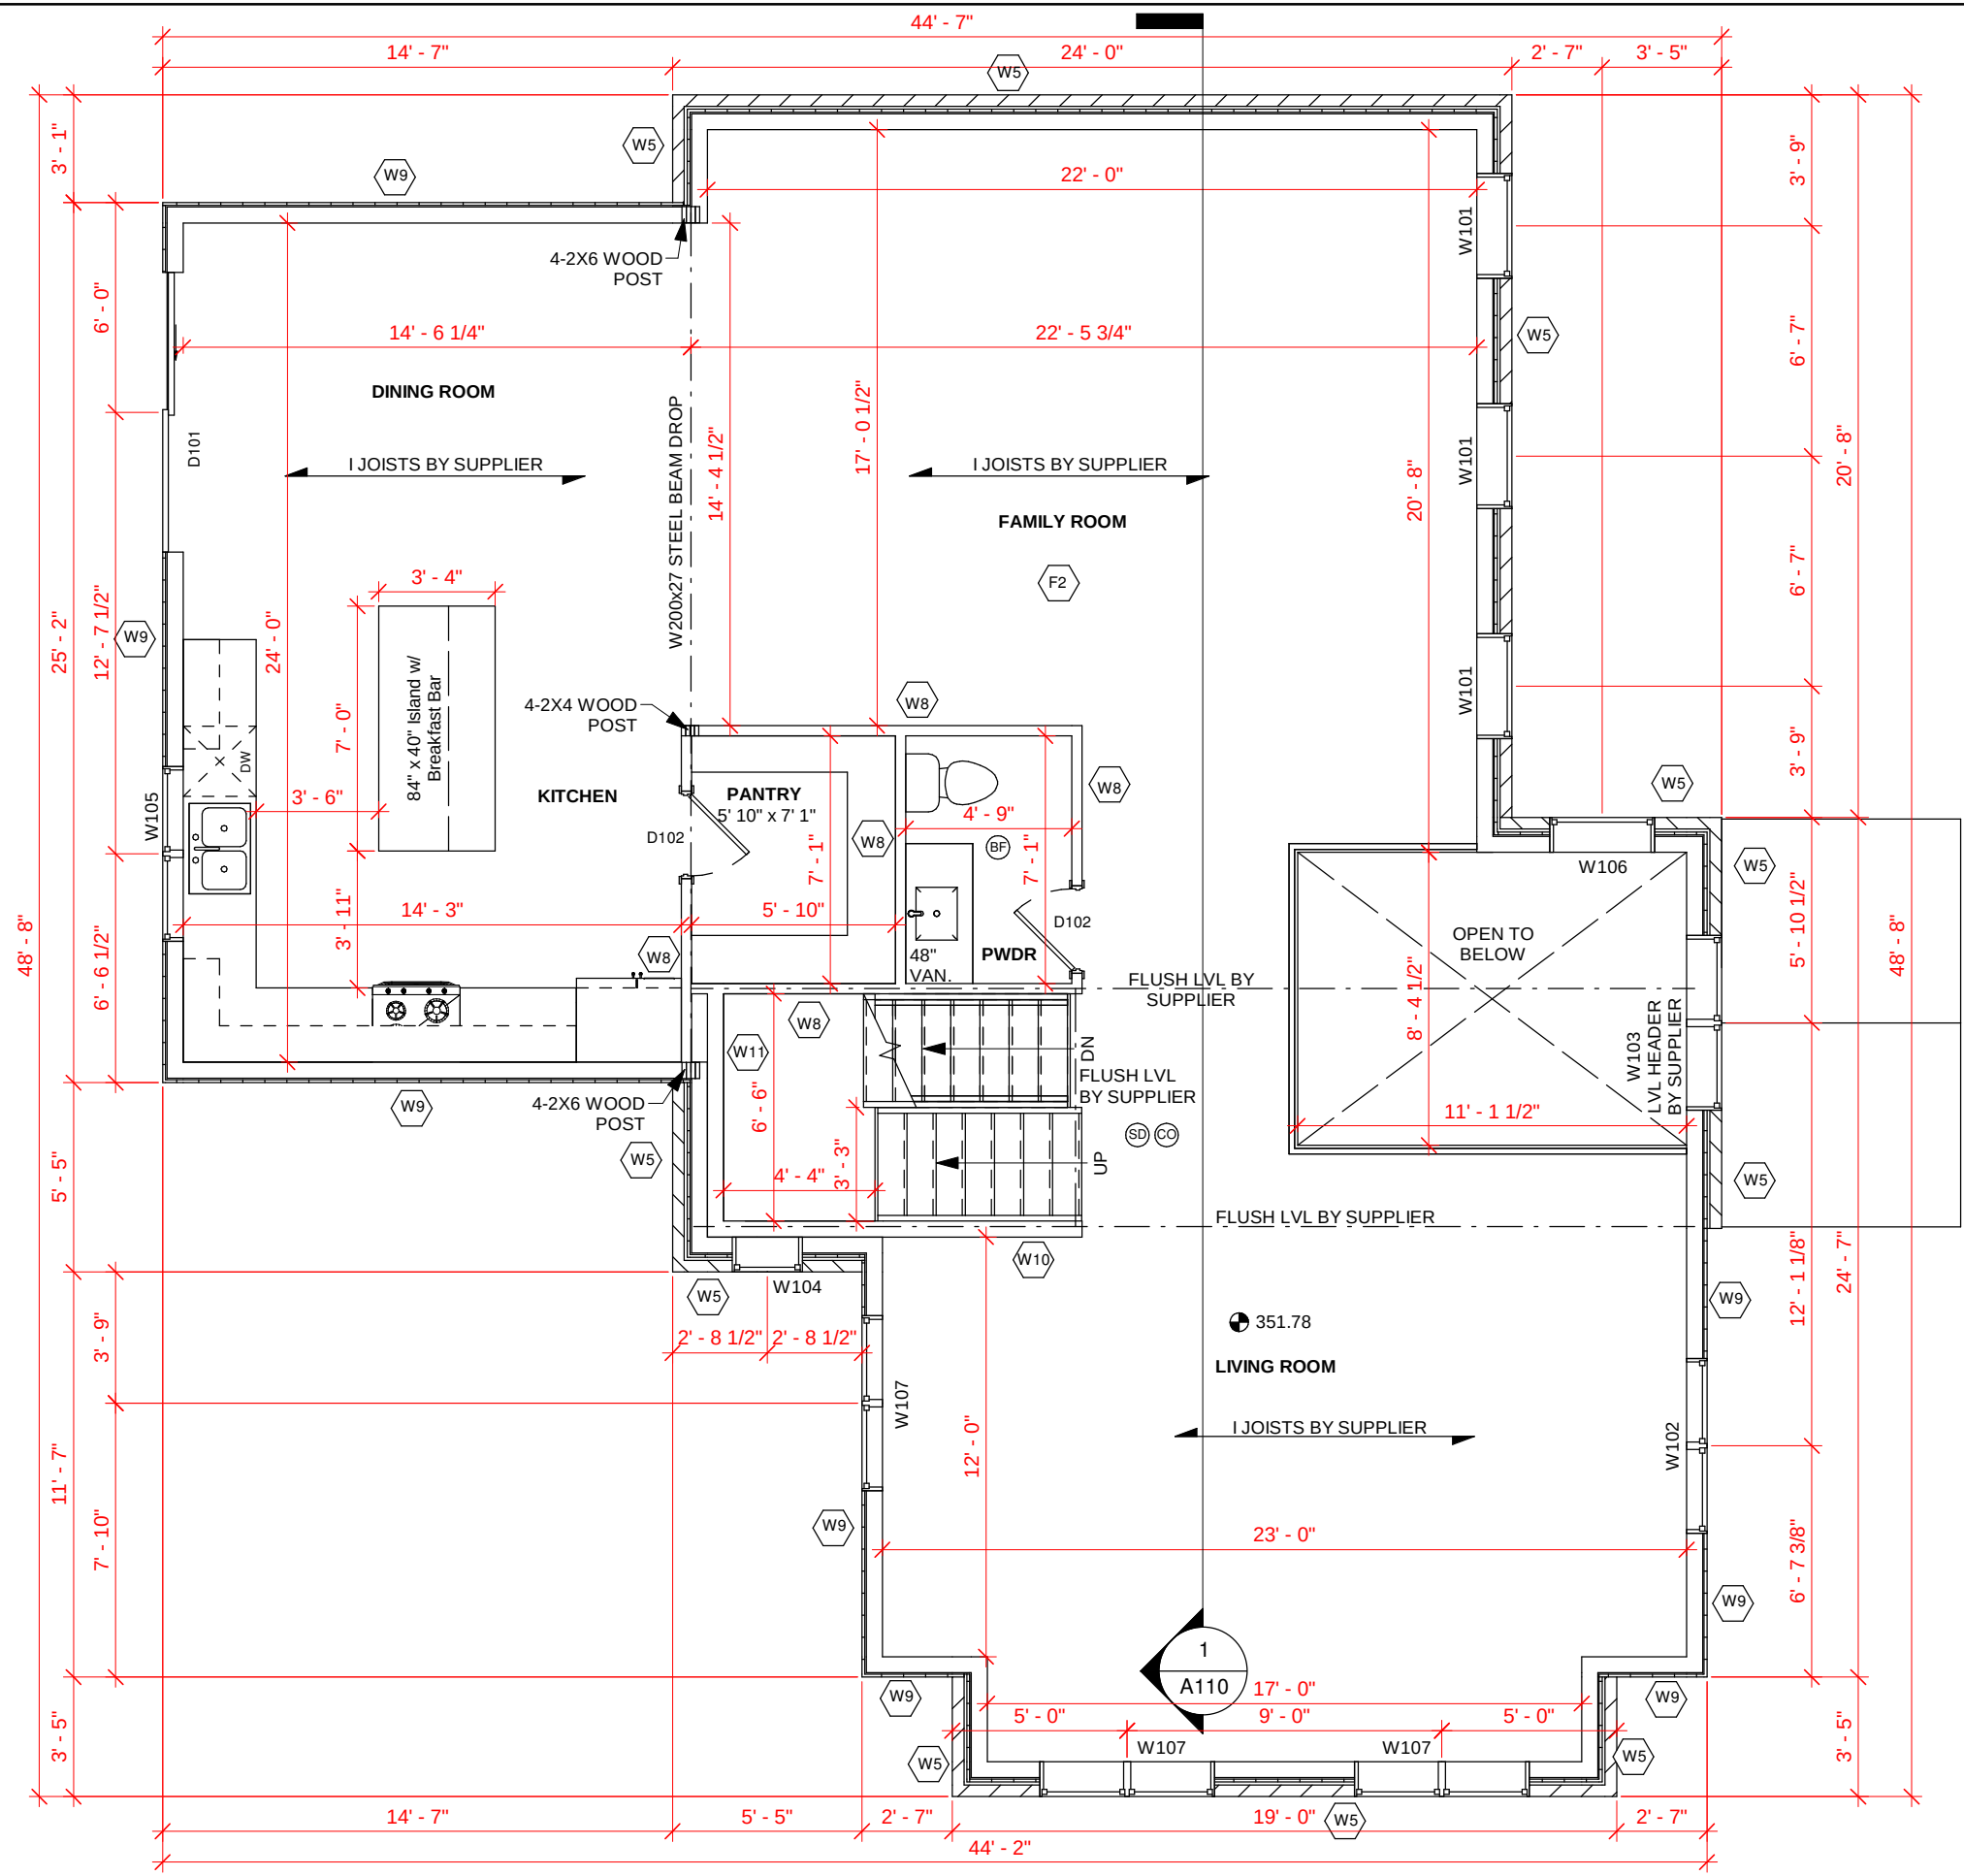 44' - 7"
14' - 7"
24' - 0"
2' - 7"
3' - 5"
W5
3' - 1"
W5
W9
3' - 9"
22' - 0"
W101
4-2X6 WOOD
POST
6' - 0"
14' - 6 1/4"
22' - 5 3/4"
W5
6' - 7"
DINING ROOM
D101
W200x27 STEEL BEAM DROP
14' - 4 1/2"
17' - 0 1/2"
20' - 8"
W101
20' - 8"
I JOISTS BY SUPPLIER
I JOISTS BY SUPPLIER
FAMILY ROOM
F2
3' - 4"
6' - 7"
25' - 2"
12' - 7 1/2"
W9
24' - 0"
7' - 0"
84" x 40" Island w/
Breakfast Bar
4-2X4 WOOD
POST
W8
W101
3' - 9"
DW
W105
3' - 6"
KITCHEN
PANTRY
5' 10" x 7' 1"
W8
W5
4' - 9"
D102
W8
BF
7' - 1"
7' - 1"
W106
W5
48' - 8"
6' - 6 1/2"
3' - 11"
14' - 3"
5' - 10"
D102
W8
48"
VAN.
PWDR
OPEN TO
BELOW
5' - 10 1/2"
48' - 8"
FLUSH LVL BY
SUPPLIER
8' - 4 1/2"
W103
LVL HEADER
BY SUPPLIER
W8
W11
DN
FLUSH LVL
BY SUPPLIER
W9
4-2X6 WOOD
POST
6' - 6"
11' - 1 1/2"
SD
CO
5' - 5"
W5
4' - 4"
3' - 3"
UP
W5
FLUSH LVL BY SUPPLIER
W10
12' - 1 1/8"
24' - 7"
W5
W104
W9
3' - 9"
2' - 8 1/2"
2' - 8 1/2"
351.78
LIVING ROOM
W107
I JOISTS BY SUPPLIER
12' - 0"
W102
11' - 7"
7' - 10"
W9
23' - 0"
6' - 7 3/8"
W9
1
A110
17' - 0"
W9
W9
5' - 0"
9' - 0"
5' - 0"
3' - 5"
W5
W107
W107
W5
3' - 5"
14' - 7"
5' - 5"
2' - 7"
19' - 0"
W5
2' - 7"
44' - 2"